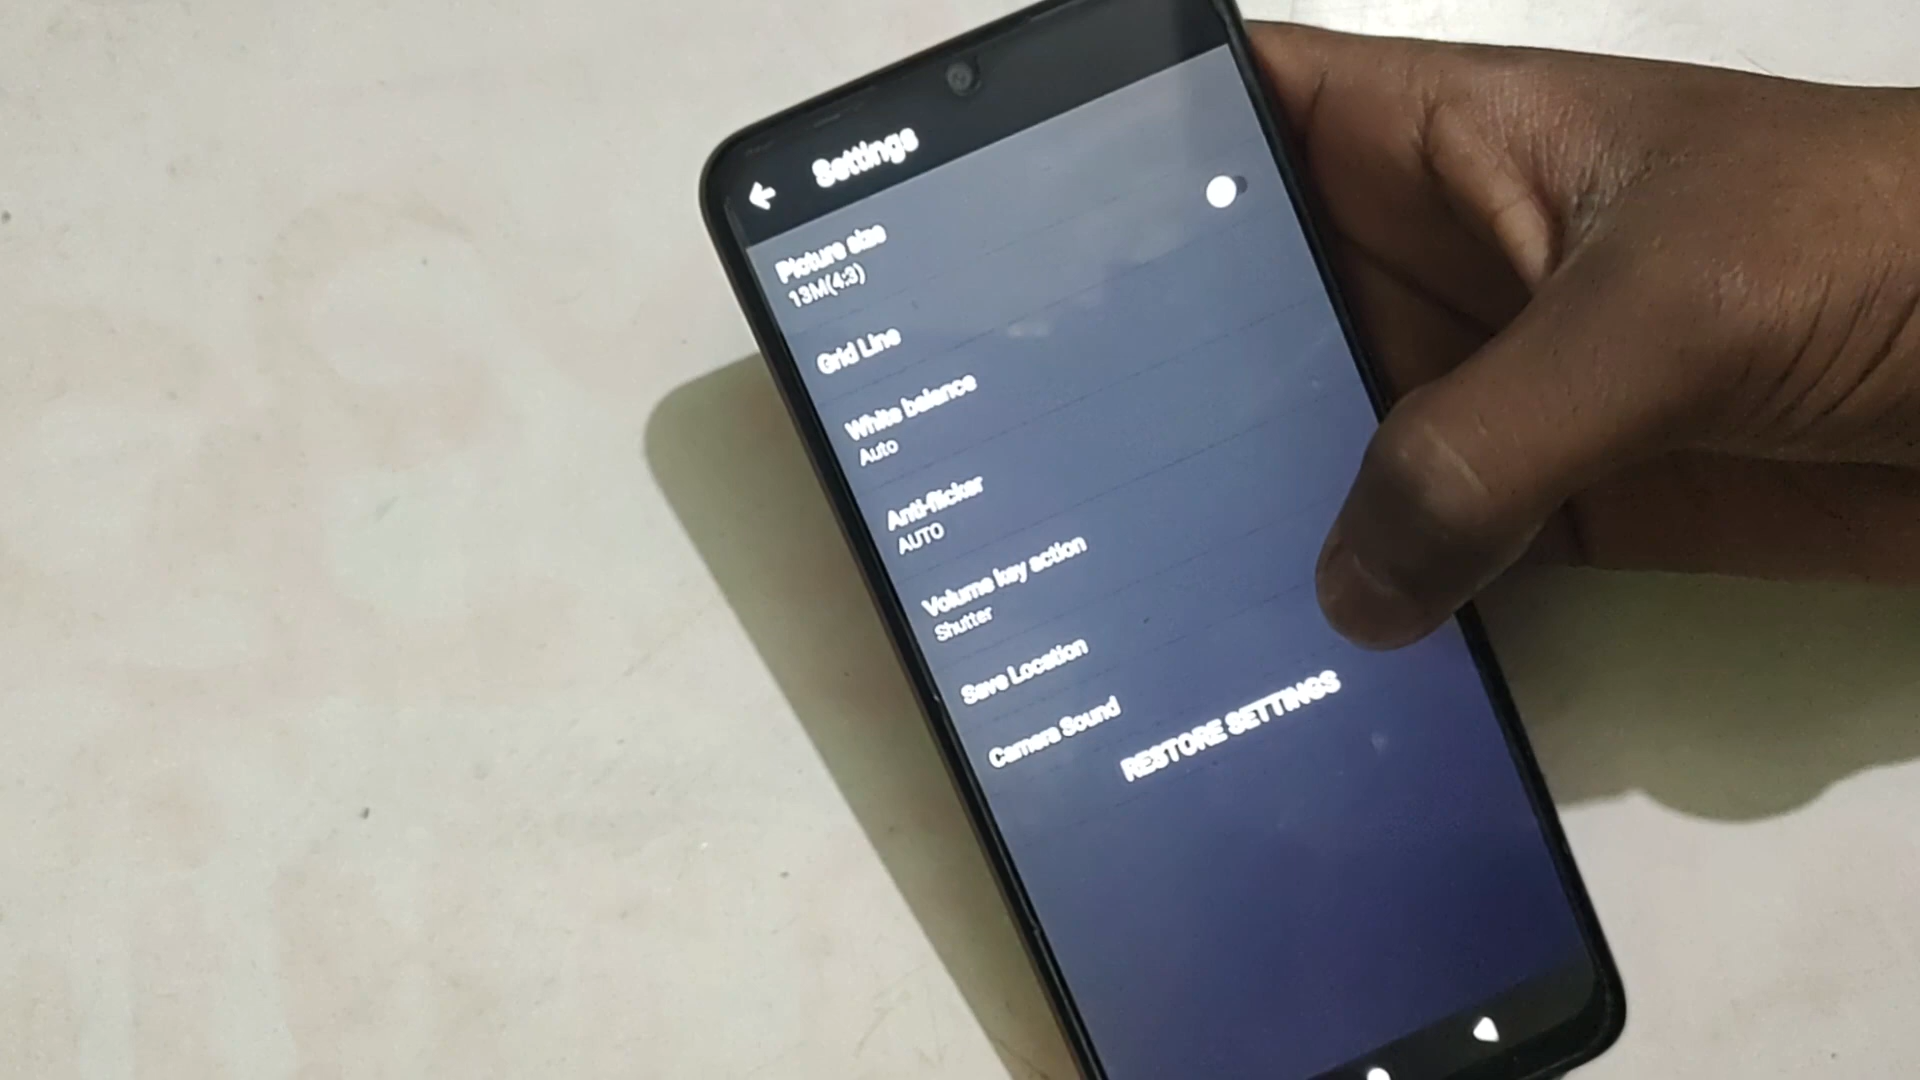 Settings
Picture size
13M(4:3)
Grid Line
White balance
Auto
Anti-flicker
AUTO
Volume key action
Shutter
Save Location
Camera Sound
RESTORE SETTINGS